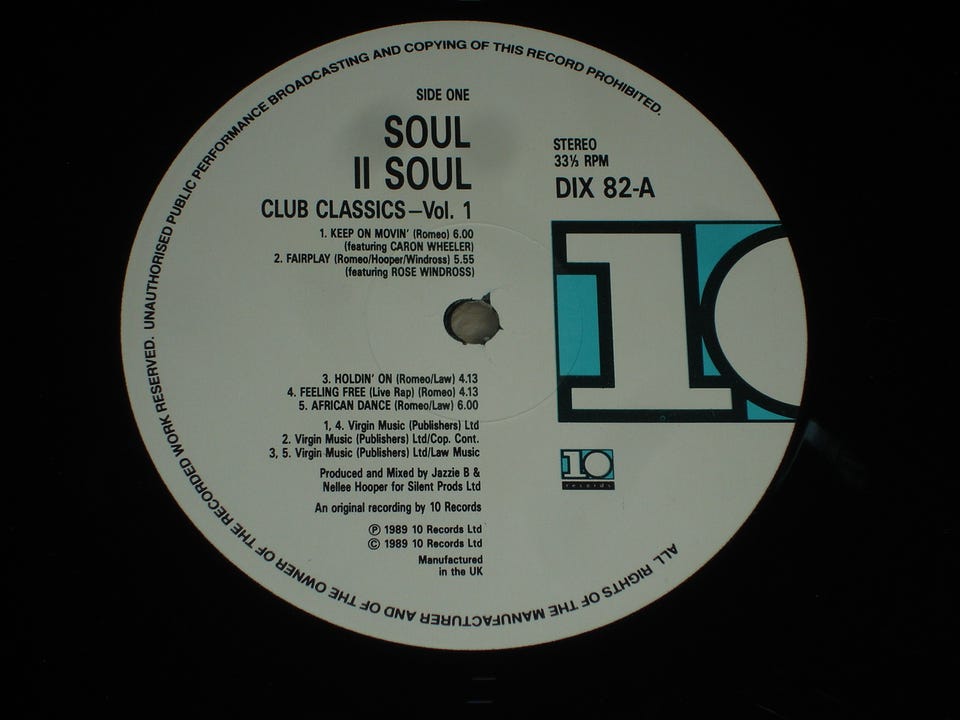 UNAUTHORISED PUBLIC PERFORMANCE BROADCASTING AND COPYING OF THIS RECORD PROHIBITED.
SIDE ONE
SOUL
II SOUL
CLUB CLASSICS—Vol. 1
1. KEEP ON MOVIN' (Romeo) 6.00
(featuring CARON WHEELER)
2. FAIRPLAY (Romeo/Hooper/Windross) 5.55
(featuring ROSE WINDROSS)
STEREO
33⅓ RPM
DIX 82-A
10
3. HOLDIN' ON (Romeo/Law) 4.13
4. FEELING FREE (Live Rap) (Romeo) 4.13
5. AFRICAN DANCE (Romeo/Law) 6.00
1, 4. Virgin Music (Publishers) Ltd
2. Virgin Music (Publishers) Ltd/Cop. Cont.
3, 5. Virgin Music (Publishers) Ltd/Law Music
Produced and Mixed by Jazzie B &
Nellee Hooper for Silent Prods Ltd
An original recording by 10 Records
Ⓟ 1989 10 Records Ltd
© 1989 10 Records Ltd
Manufactured
in the UK
10
records
ALL RIGHTS OF THE MANUFACTURER AND OF THE OWNER OF THE RECORDED WORK RESERVED.